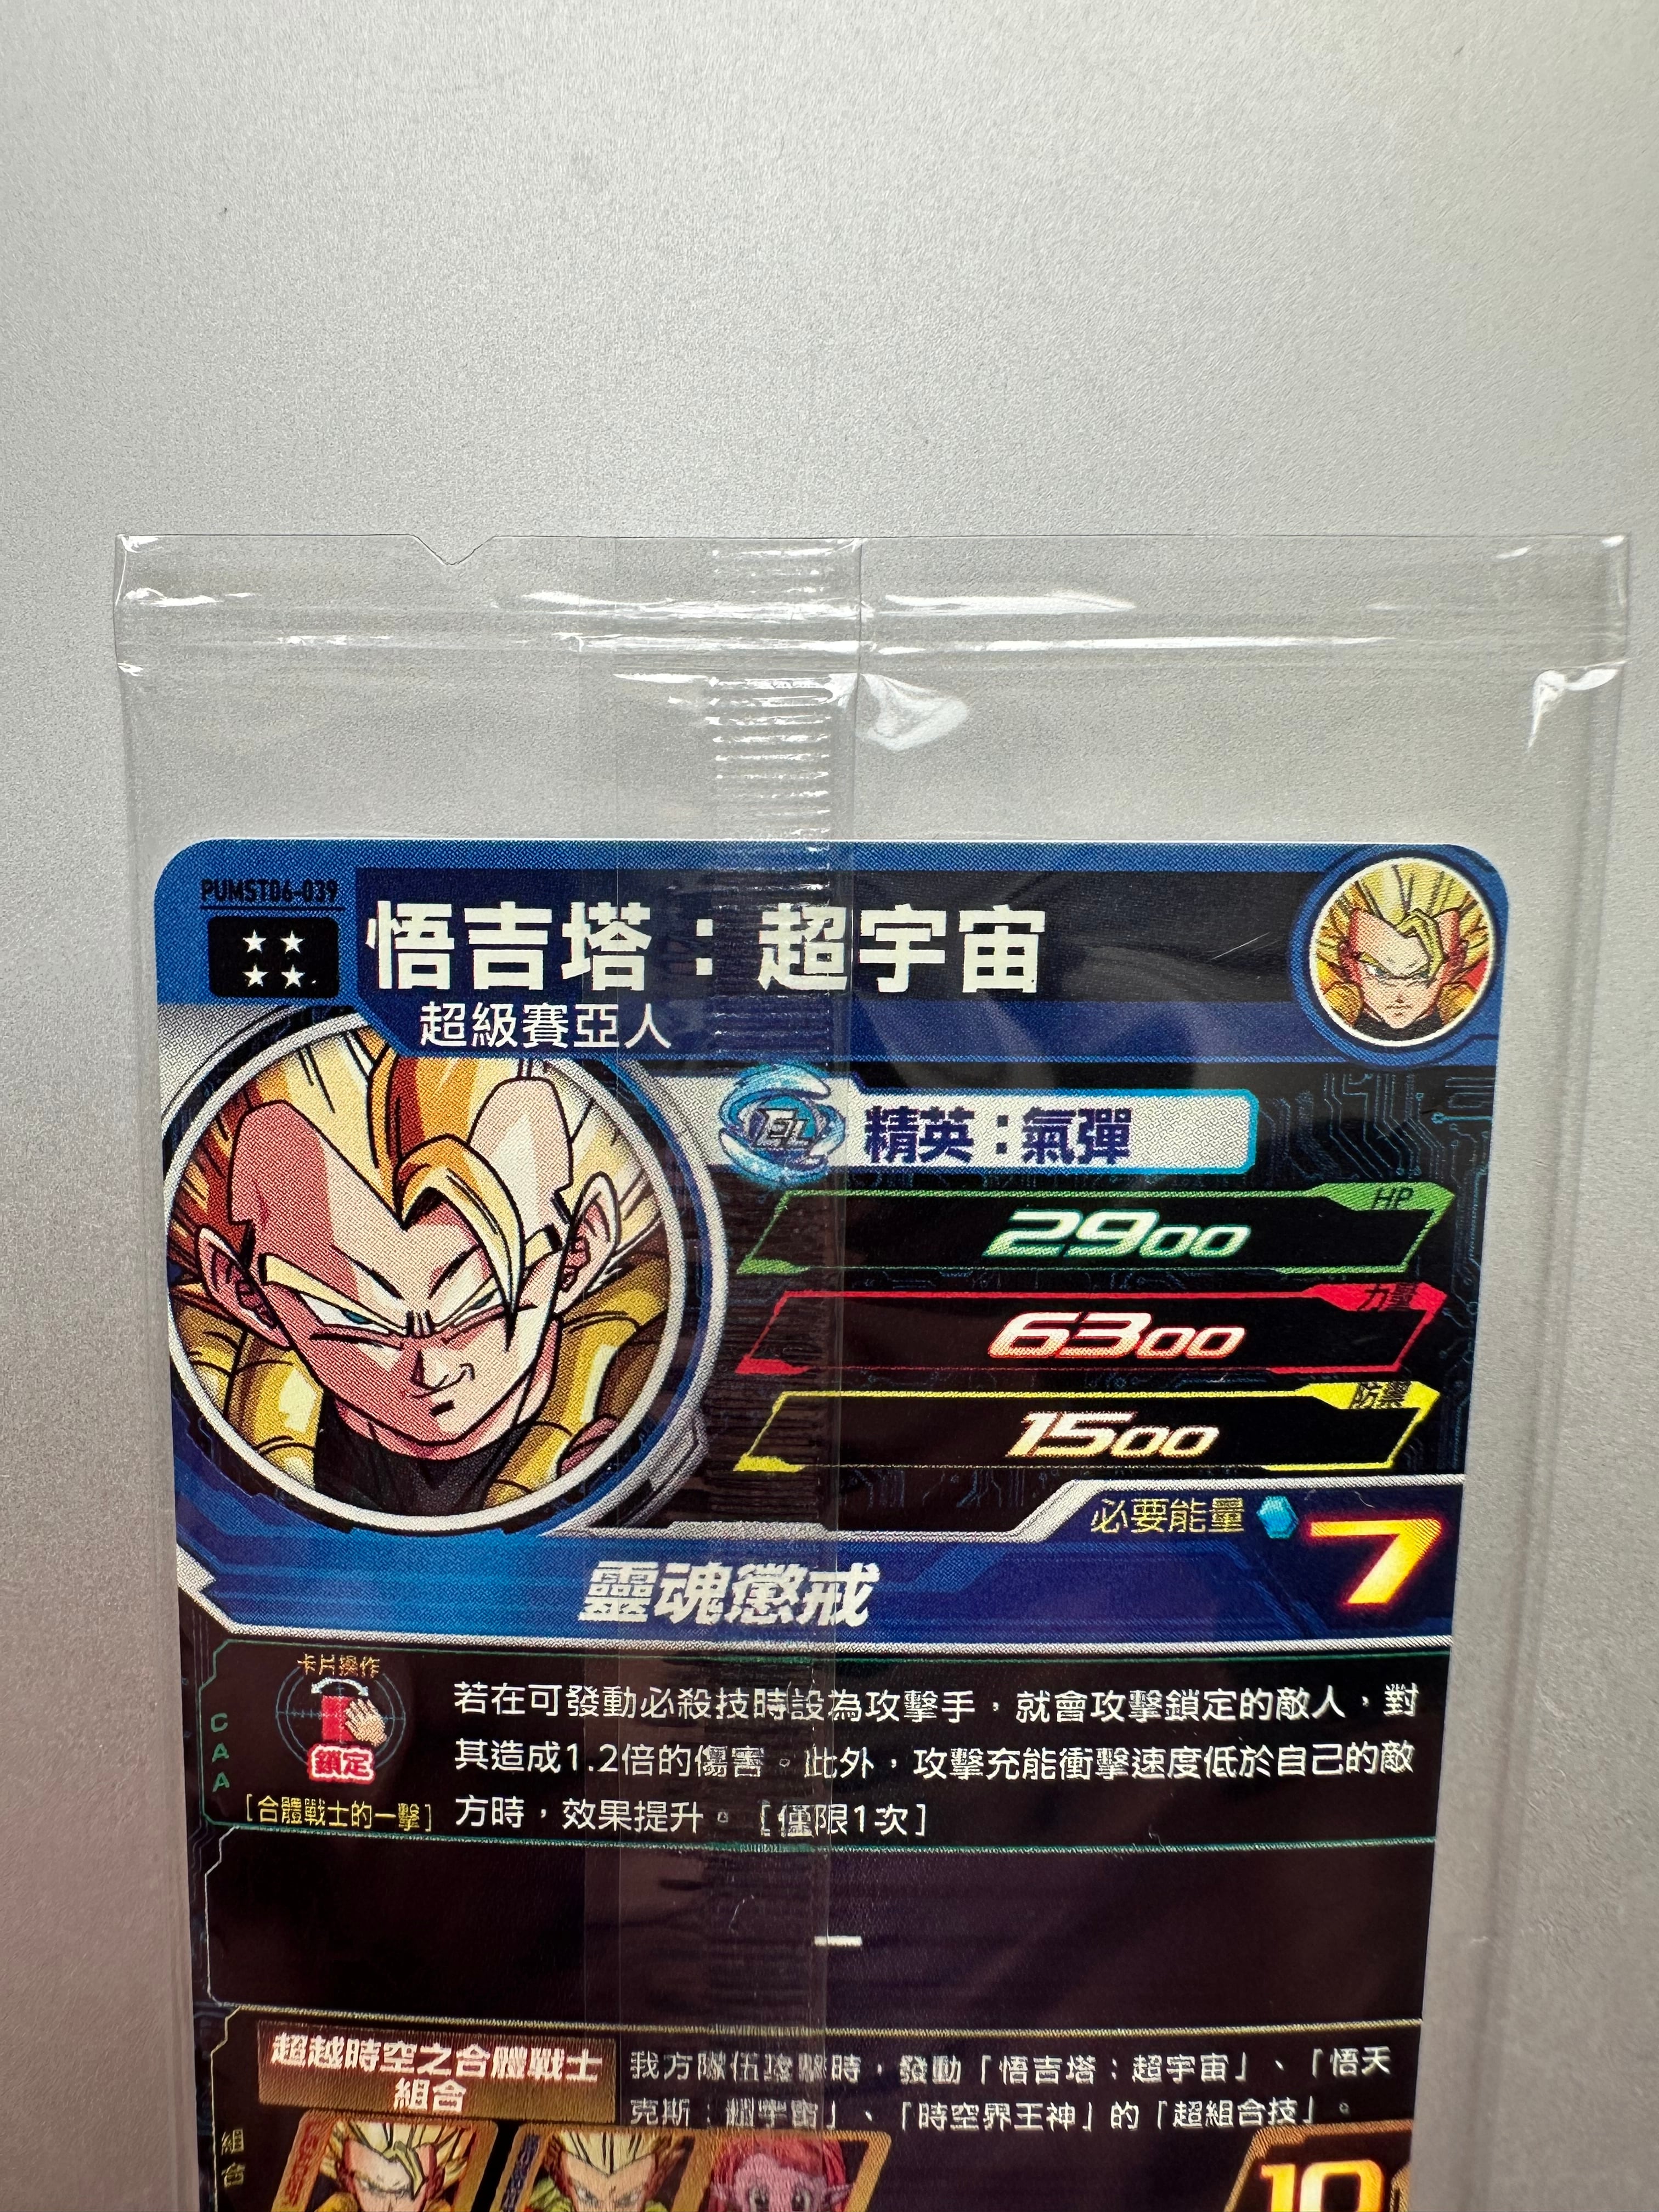 PUMST06-039
悟吉塔：超宇宙
超級賽亞人
EL
精英：氣彈
HP
2900
力量
6300
防禦
1500
必要能量
7
靈魂懲戒
卡片操作
鎖定
CAA
[合體戰士的一擊]
若在可發動必殺技時設為攻擊手，就會攻擊鎖定的敵人，對
其造成1.2倍的傷害。此外，攻擊充能衝擊速度低於自己的敵
方時，效果提升。[僅限1次]
—
超越時空之合體戰士
組合
組合
我方隊伍攻擊時，發動「悟吉塔：超宇宙」、「悟天
克斯：超宇宙」、「時空界王神」的「超組合技」。
10